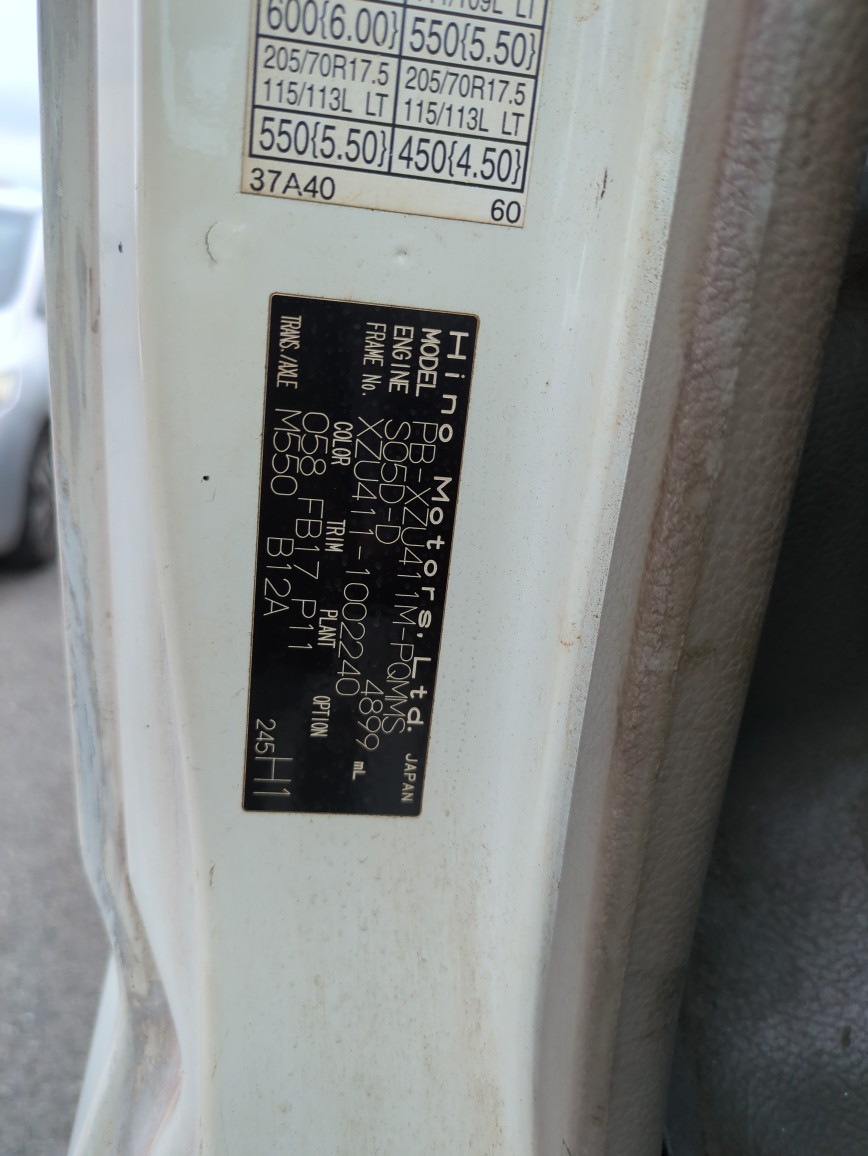 600{6.00} 550{5.50}
205/70R17.5 205/70R17.5
115/113L LT 115/113L LT
550{5.50} 450{4.50}
37A40 60
Hino Motors, Ltd. JAPAN
MODEL PB-XZU411M-PQMMS
ENGINE S05D-D 4899 mL
FRAME No. XZU411-1002240
COLOR TRIM PLANT OPTION
058 FB17 P11
TRANS./AXLE M550 B12A 245H1